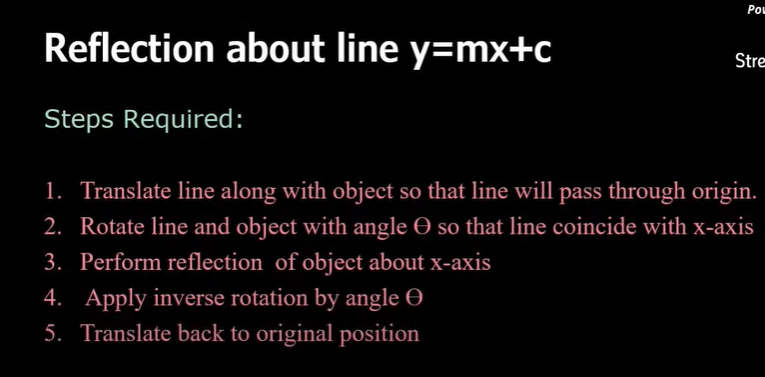 Reflection about line y=mx+c
Steps Required:
1. Translate line along with object so that line will pass through origin.
2. Rotate line and object with angle Θ so that line coincide with x-axis
3. Perform reflection of object about x-axis
4. Apply inverse rotation by angle Θ
5. Translate back to original position